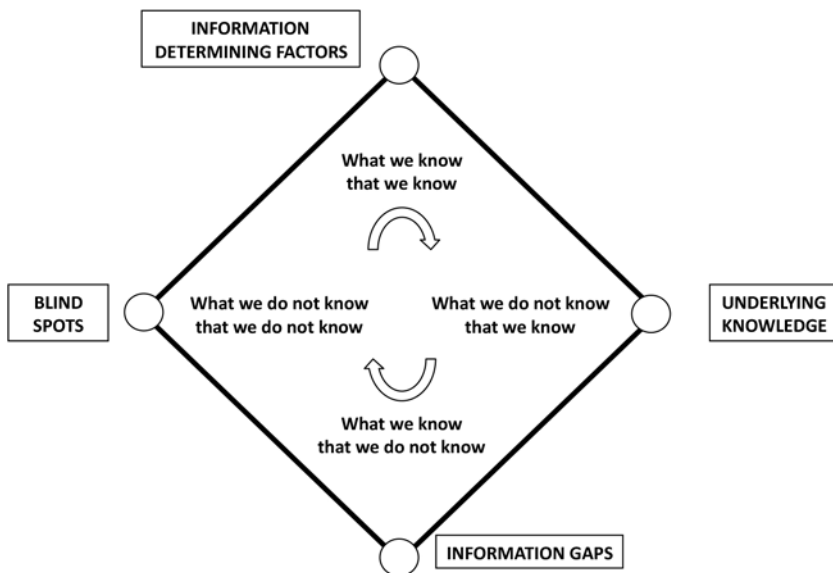 INFORMATION
DETERMINING FACTORS
What we know
that we know
BLIND
SPOTS
What we do not know
that we do not know
What we do not know
that we know
UNDERLYING
KNOWLEDGE
What we know
that we do not know
INFORMATION GAPS